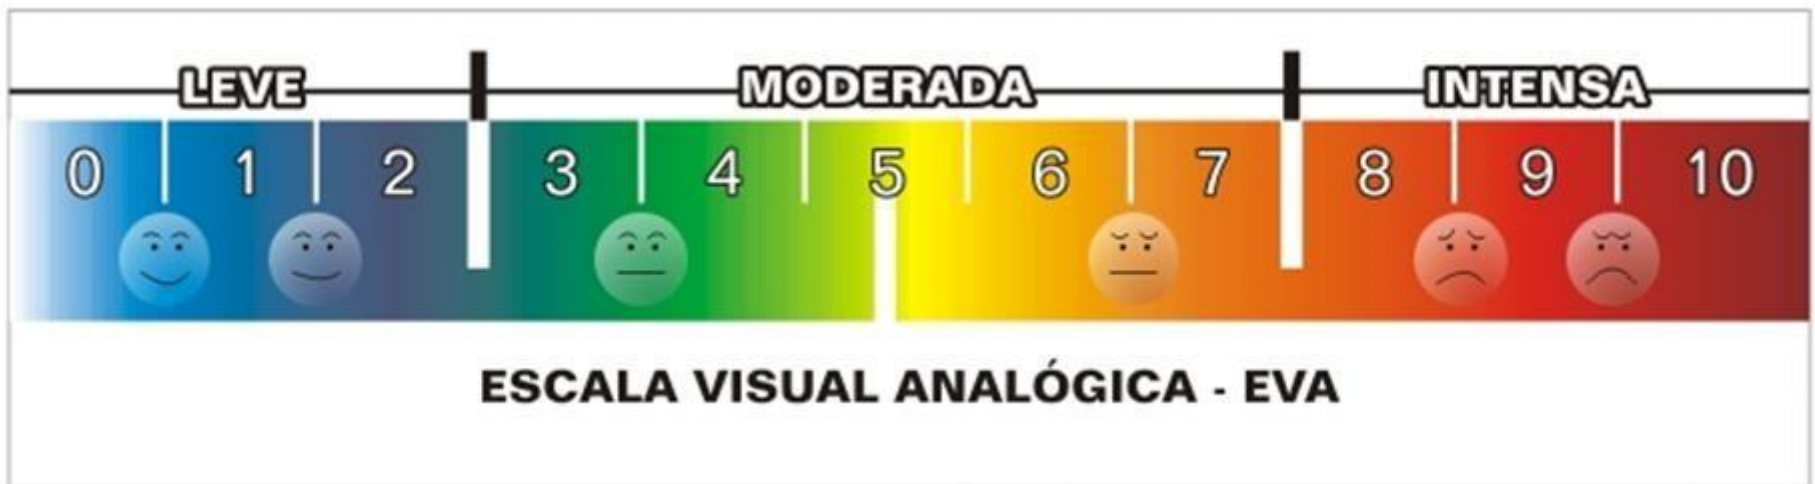 LEVE MODERADA INTENSA
0 1 2 3 4 5 6 7 8 9 10
ESCALA VISUAL ANALÓGICA - EVA